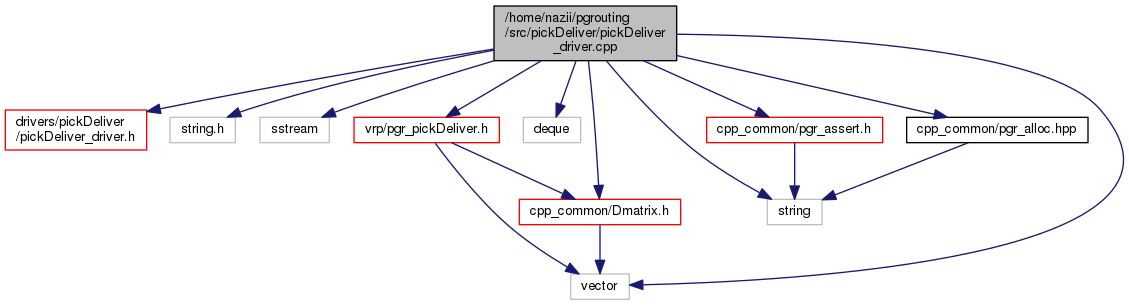 /home/nazii/pgrouting
/src/pickDeliver/pickDeliver
_driver.cpp
drivers/pickDeliver
/pickDeliver_driver.h
string.h
sstream
vrp/pgr_pickDeliver.h
deque
cpp_common/pgr_assert.h
cpp_common/pgr_alloc.hpp
cpp_common/Dmatrix.h
string
vector